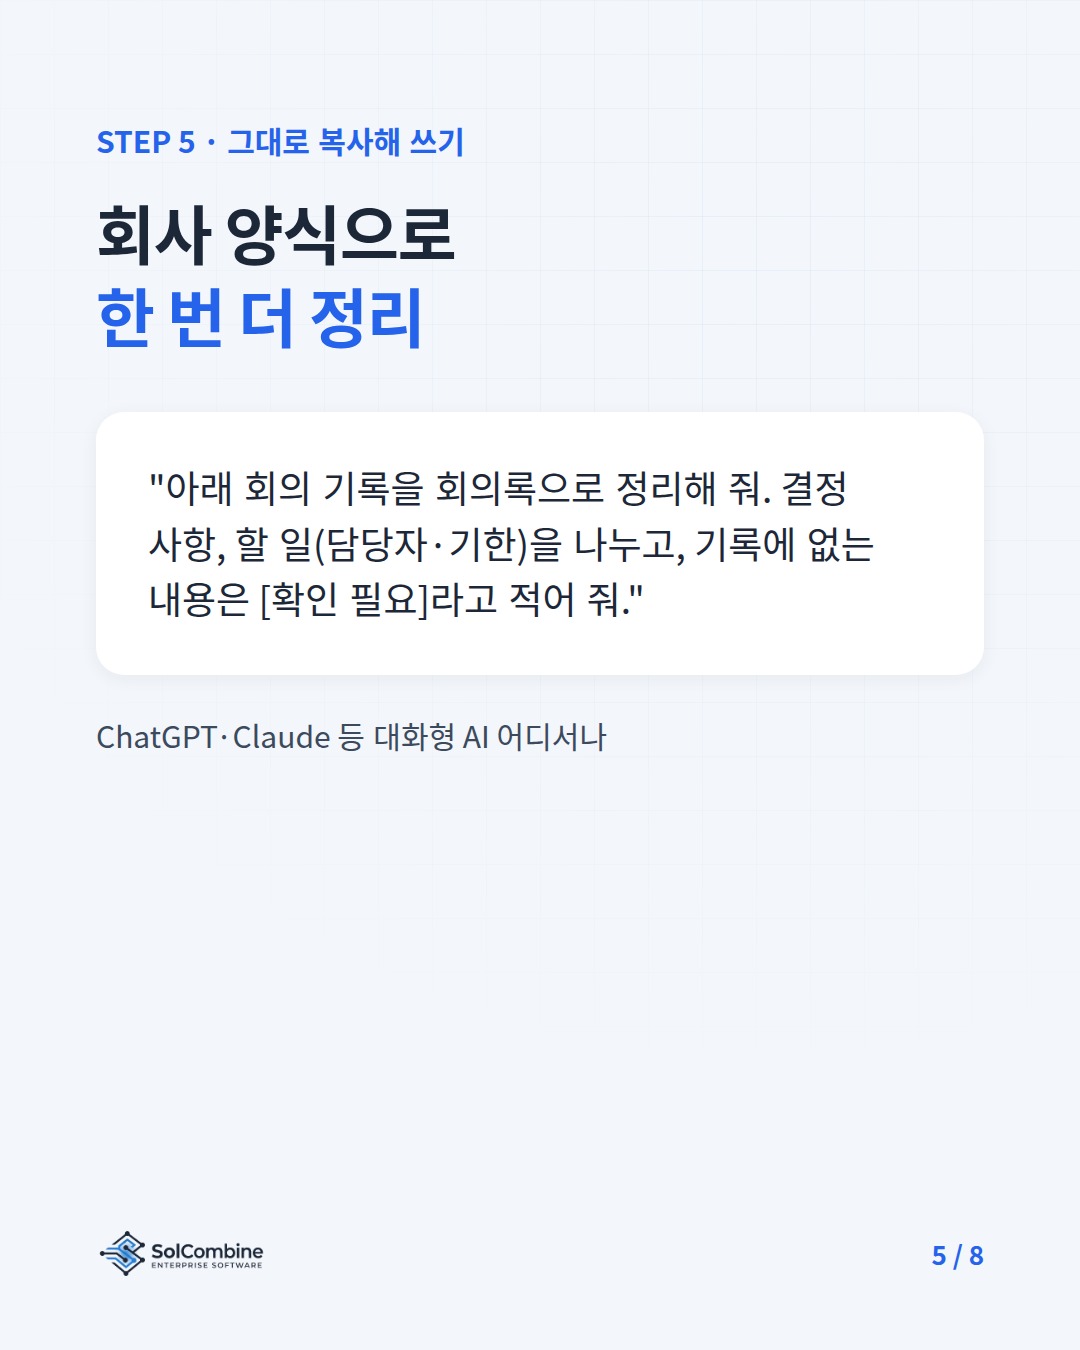 STEP 5 · 그대로 복사해 쓰기
회사 양식으로
한 번 더 정리
"아래 회의 기록을 회의록으로 정리해 줘. 결정
사항, 할 일(담당자·기한)을 나누고, 기록에 없는
내용은 [확인 필요]라고 적어 줘."
ChatGPT·Claude 등 대화형 AI 어디서나
SolCombine
ENTERPRISE SOFTWARE
5 / 8